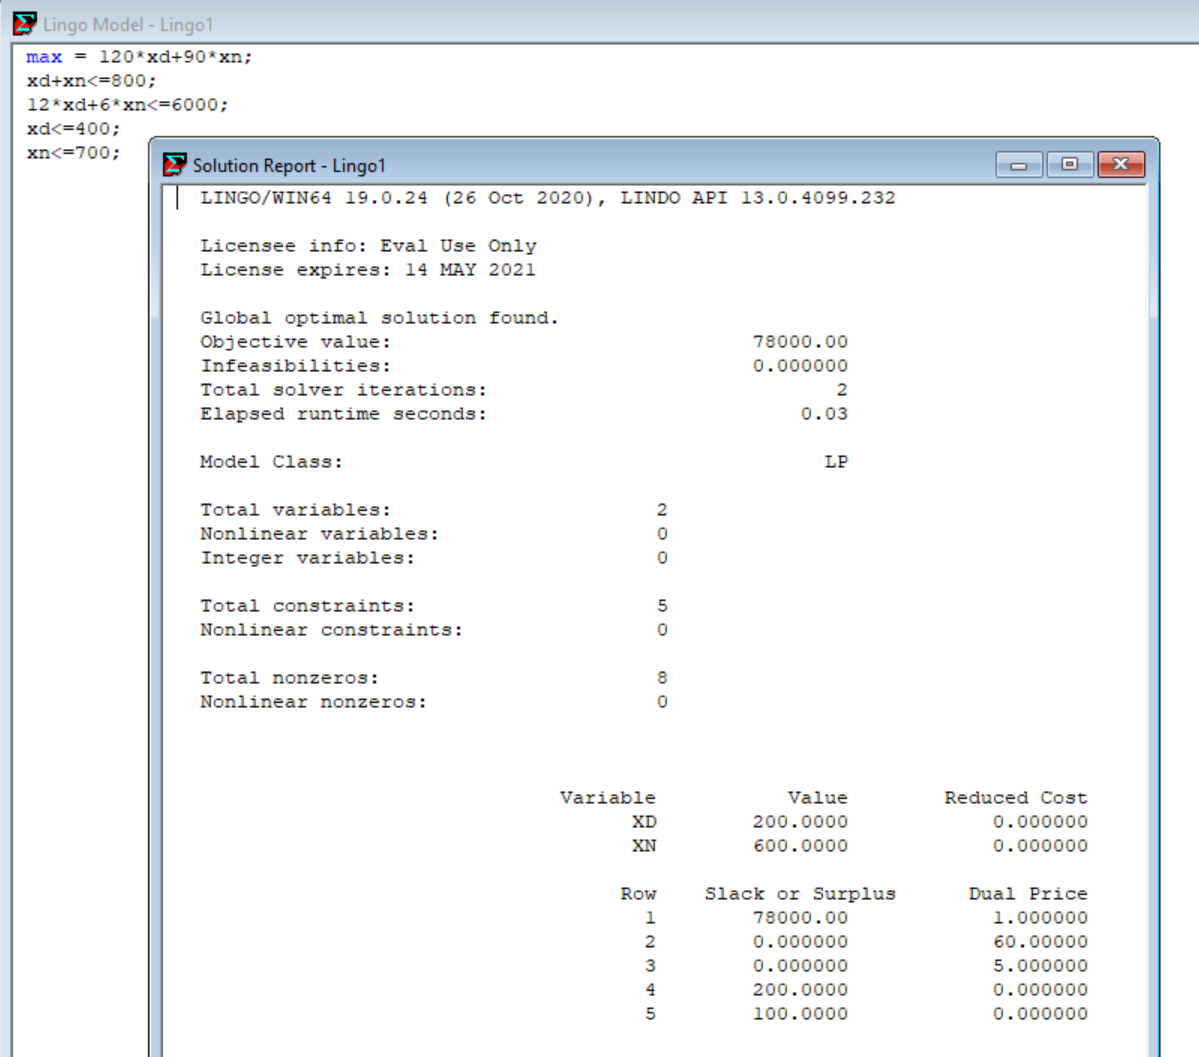 Lingo Model - Lingo1
max = 120*xd+90*xn;
xd+xn<=800;
12*xd+6*xn<=6000;
xd<=400;
xn<=700;
Solution Report - Lingo1
LINGO/WIN64 19.0.24 (26 Oct 2020), LINDO API 13.0.4099.232
Licensee info: Eval Use Only
License expires: 14 MAY 2021
Global optimal solution found.
Objective value: 78000.00
Infeasibilities: 0.000000
Total solver iterations: 2
Elapsed runtime seconds: 0.03
Model Class: LP
Total variables: 2
Nonlinear variables: 0
Integer variables: 0
Total constraints: 5
Nonlinear constraints: 0
Total nonzeros: 8
Nonlinear nonzeros: 0
Variable Value Reduced Cost
XD 200.0000 0.000000
XN 600.0000 0.000000
Row Slack or Surplus Dual Price
1 78000.00 1.000000
2 0.000000 60.00000
3 0.000000 5.000000
4 200.0000 0.000000
5 100.0000 0.000000